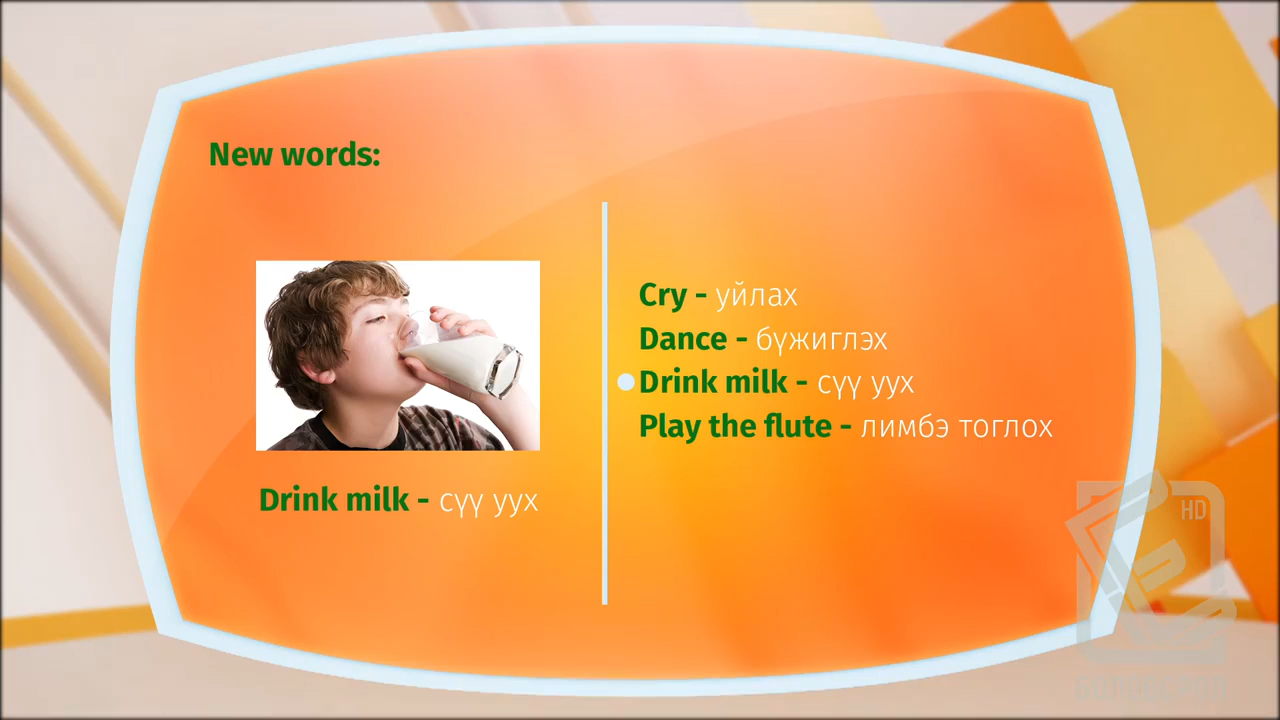 New words:
Drink milk - сүү уух
Cry - уйлах
Dance - бүжиглэх
Drink milk - сүү уух
Play the flute - лимбэ тоглох
HD